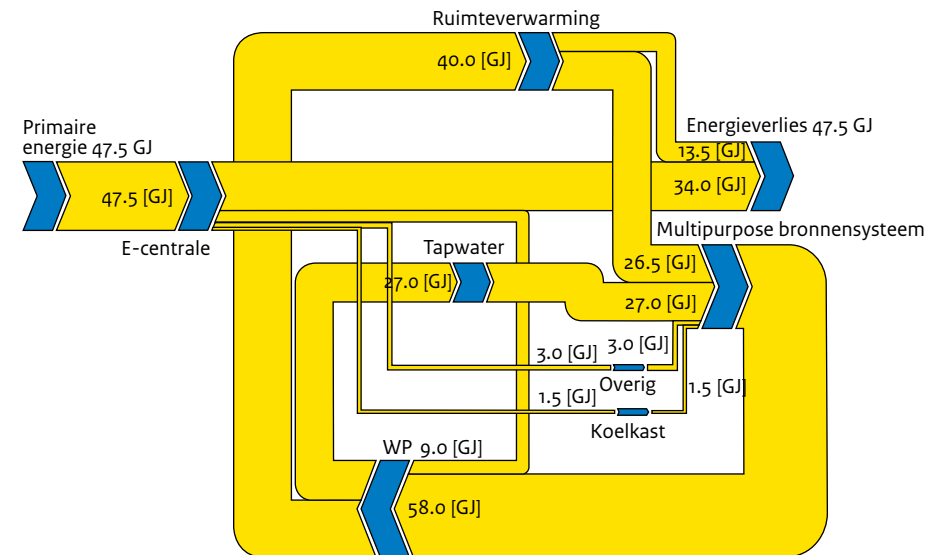 Ruimteverwarming
40.0 [GJ]
Primaire
energie 47.5 GJ
Energieverlies 47.5 GJ
13.5 [GJ]
47.5 [GJ]
34.0 [GJ]
E-centrale
Multipurpose bronnensysteem
Tapwater
26.5 [GJ]
27.0 [GJ]
27.0 [GJ]
3.0 [GJ]
3.0 [GJ]
Overig
1.5 [GJ]
1.5 [GJ]
Koelkast
WP 9.0 [GJ]
58.0 [GJ]